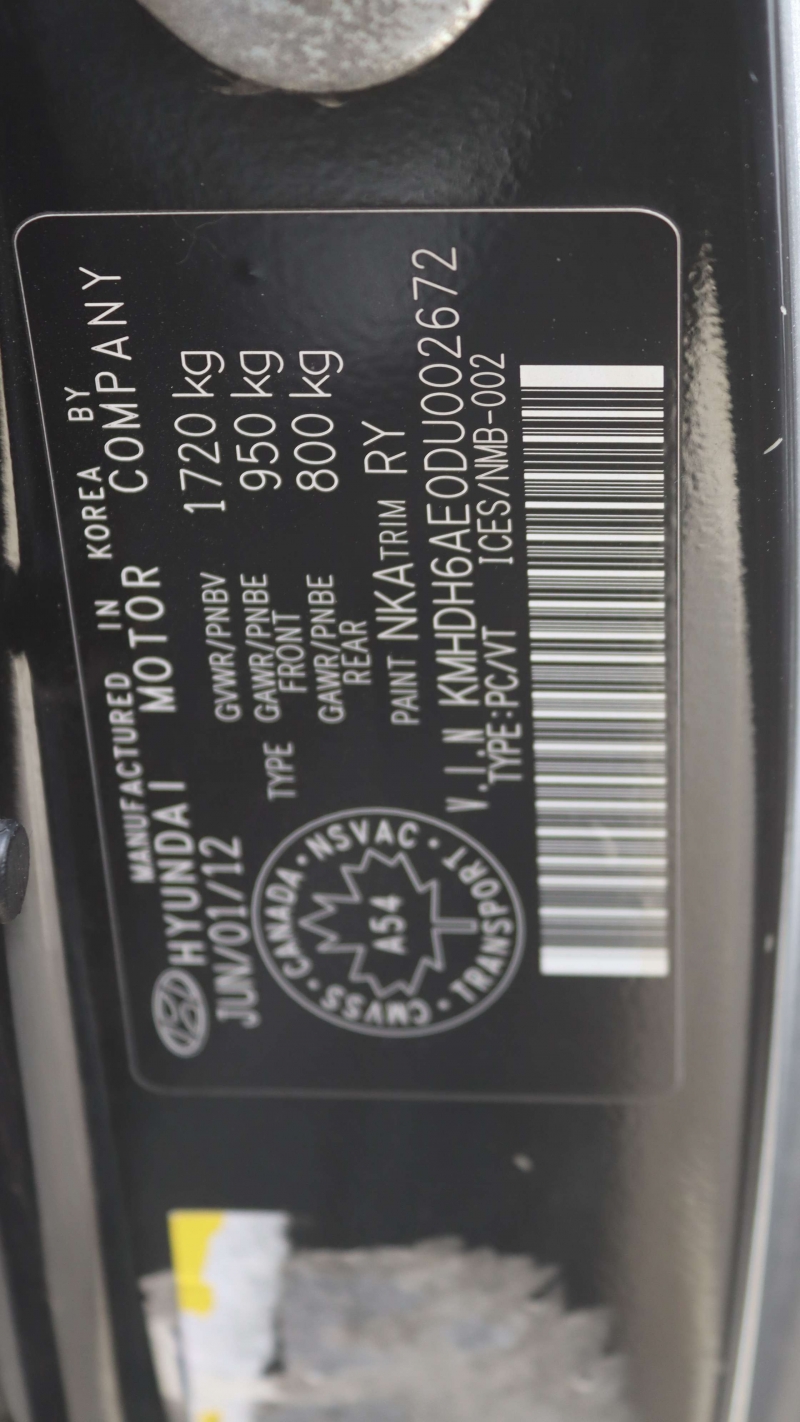 MANUFACTURED IN KOREA BY
HYUNDAI MOTOR COMPANY
JUN/01/12 GVWR/PNBV 1720 kg
TYPE GAWR/PNBE FRONT 950 kg
GAWR/PNBE REAR 800 kg
CANADA · NSVAC · TRANSPORT · CMVSS ·
A54
PAINT NKA TRIM RY
V.I.N KMHDH6AE0DU002672
TYPE:PC/VT ICES/NMB-002